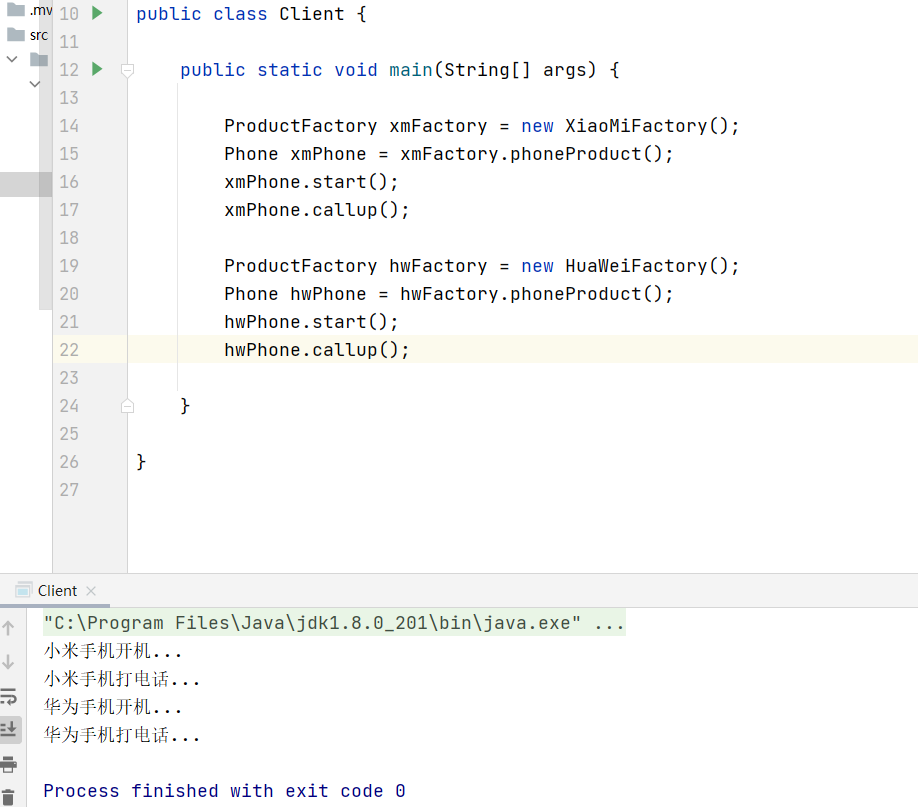 .mv
src
10 public class Client {
11
12 public static void main(String[] args) {
13
14 ProductFactory xmFactory = new XiaoMiFactory();
15 Phone xmPhone = xmFactory.phoneProduct();
16 xmPhone.start();
17 xmPhone.callup();
18
19 ProductFactory hwFactory = new HuaWeiFactory();
20 Phone hwPhone = hwFactory.phoneProduct();
21 hwPhone.start();
22 hwPhone.callup();
23
24 }
25
26 }
27
Client
"C:\Program Files\Java\jdk1.8.0_201\bin\java.exe" ...
小米手机开机...
小米手机打电话...
华为手机开机...
华为手机打电话...
Process finished with exit code 0